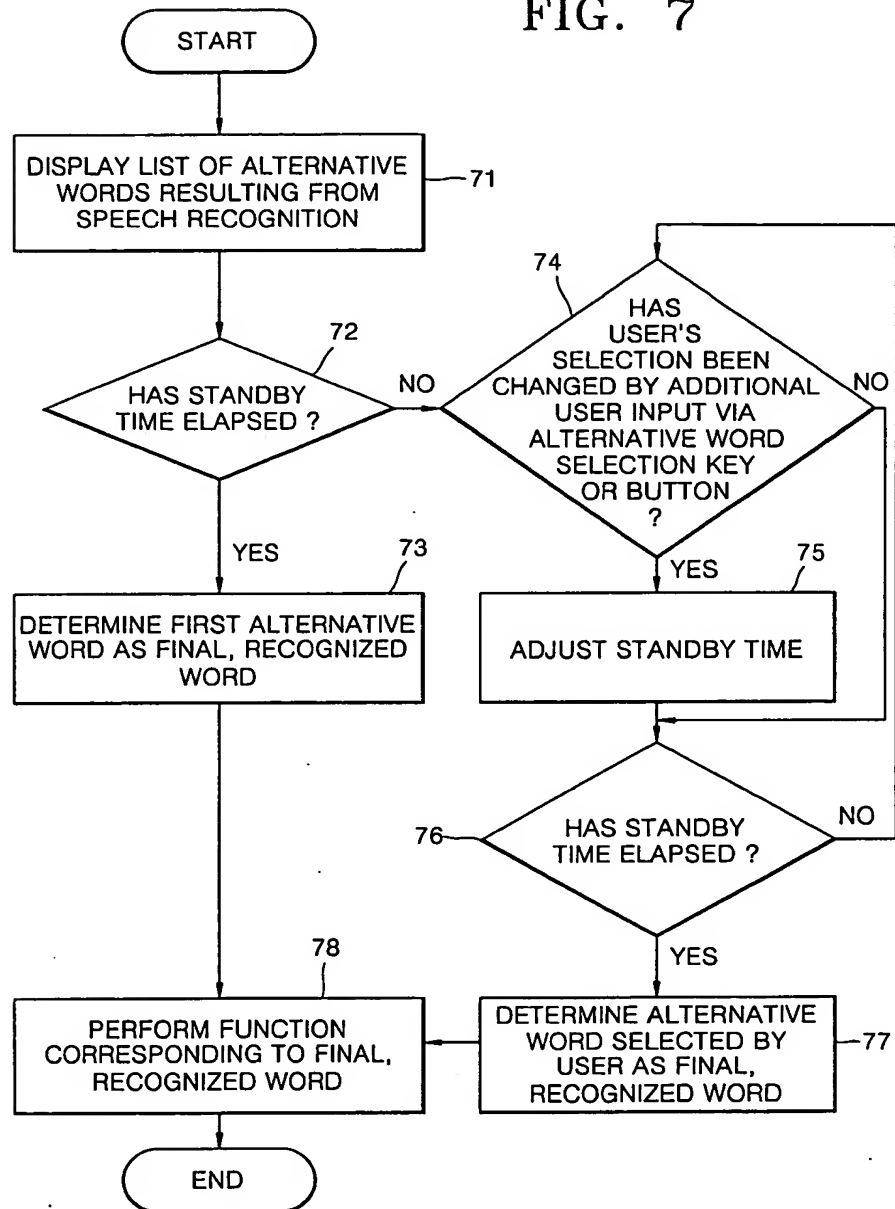 FIG. 7
START
DISPLAY LIST OF ALTERNATIVE
WORDS RESULTING FROM
SPEECH RECOGNITION
71
72
HAS STANDBY
TIME ELAPSED ?
NO
YES
73
DETERMINE FIRST ALTERNATIVE
WORD AS FINAL, RECOGNIZED
WORD
74
HAS
USER'S
SELECTION BEEN
CHANGED BY ADDITIONAL
USER INPUT VIA
ALTERNATIVE WORD
SELECTION KEY
OR BUTTON
?
NO
YES
75
ADJUST STANDBY TIME
76
HAS STANDBY
TIME ELAPSED ?
NO
YES
DETERMINE ALTERNATIVE
WORD SELECTED BY
USER AS FINAL,
RECOGNIZED WORD
77
78
PERFORM FUNCTION
CORRESPONDING TO FINAL,
RECOGNIZED WORD
END